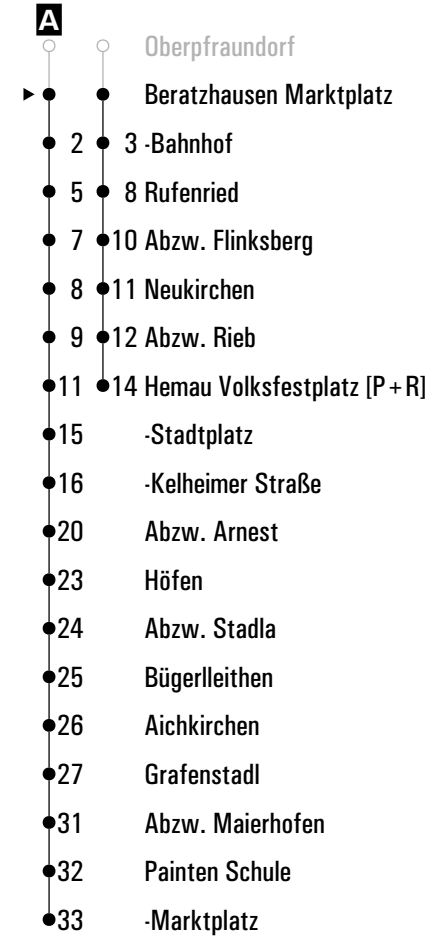 A
Oberpfraundorf
Beratzhausen Marktplatz
2 3 -Bahnhof
5 8 Rufenried
7 10 Abzw. Flinksberg
8 11 Neukirchen
9 12 Abzw. Rieb
11 14 Hemau Volksfestplatz [P+R]
15 -Stadtplatz
16 -Kelheimer Straße
20 Abzw. Arnest
23 Höfen
24 Abzw. Stadla
25 Bügerlleithen
26 Aichkirchen
27 Grafenstadl
31 Abzw. Maierhofen
32 Painten Schule
33 -Marktplatz